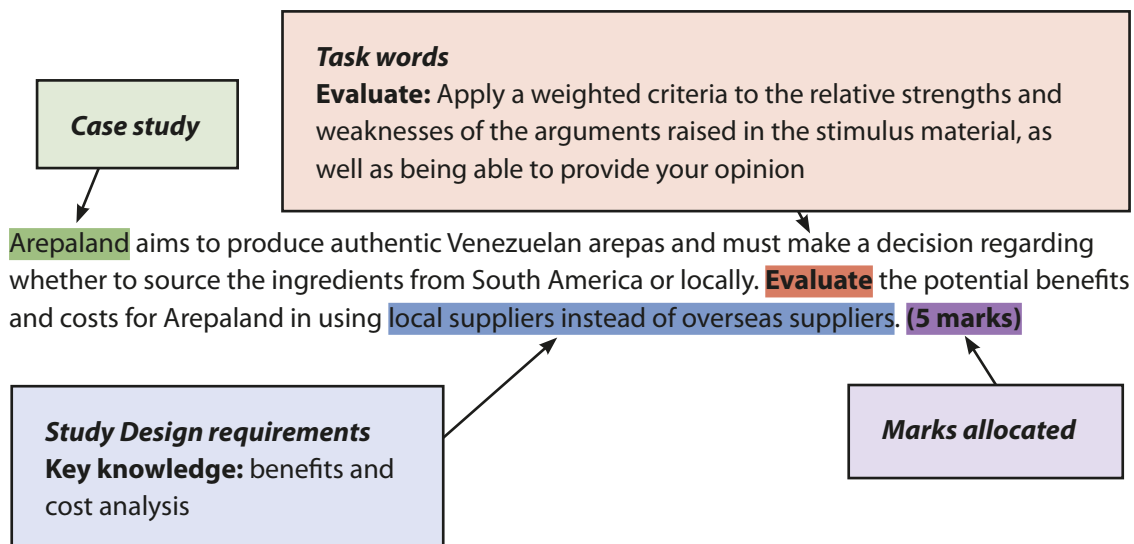 Task words
Evaluate: Apply a weighted criteria to the relative strengths and
weaknesses of the arguments raised in the stimulus material, as
well as being able to provide your opinion
Case study
Arepaland aims to produce authentic Venezuelan arepas and must make a decision regarding
whether to source the ingredients from South America or locally. Evaluate the potential benefits
and costs for Arepaland in using local suppliers instead of overseas suppliers. (5 marks)
Study Design requirements
Key knowledge: benefits and
cost analysis
Marks allocated